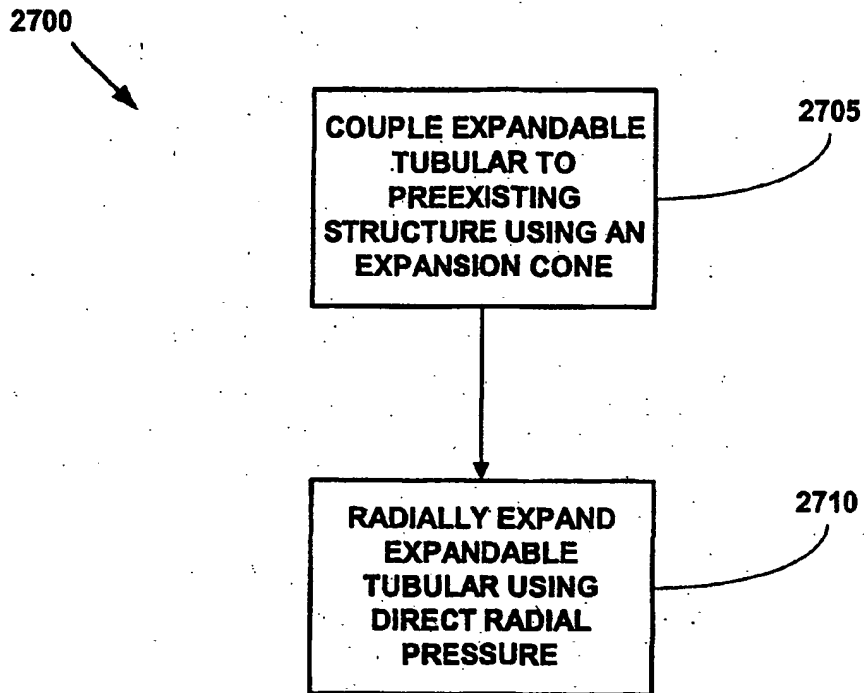 2700
COUPLE EXPANDABLE
TUBULAR TO
PREEXISTING
STRUCTURE USING AN
EXPANSION CONE
2705
RADIALLY EXPAND
EXPANDABLE
TUBULAR USING
DIRECT RADIAL
PRESSURE
2710